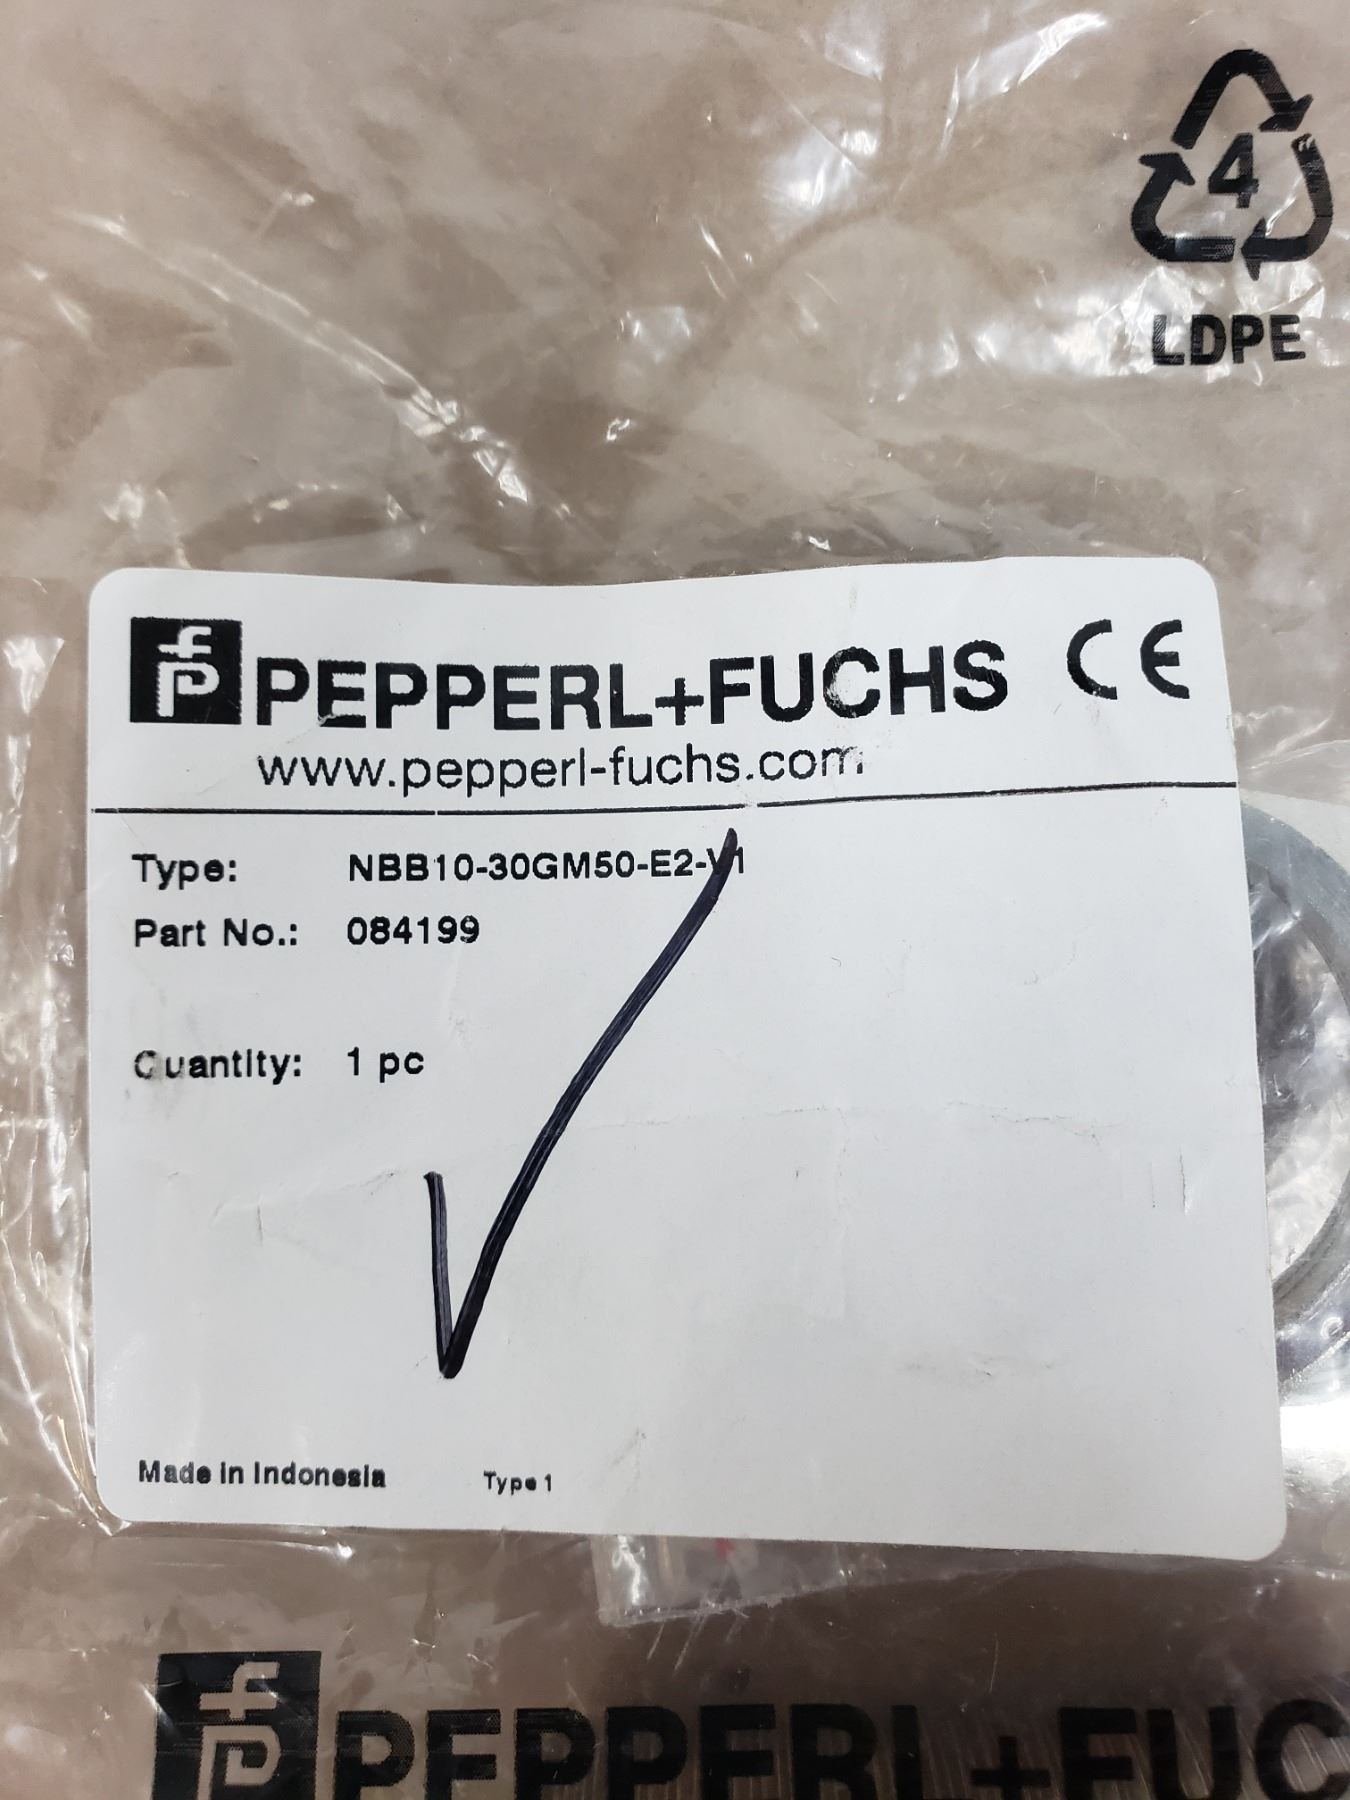 4
LDPE
PEPPERL+FUCHS CE
www.pepperl-fuchs.com
Type: NBB10-30GM50-E2-V1
Part No.: 084199
Quantity: 1 pc
Made in Indonesia Type 1
PEPPERL+FUC